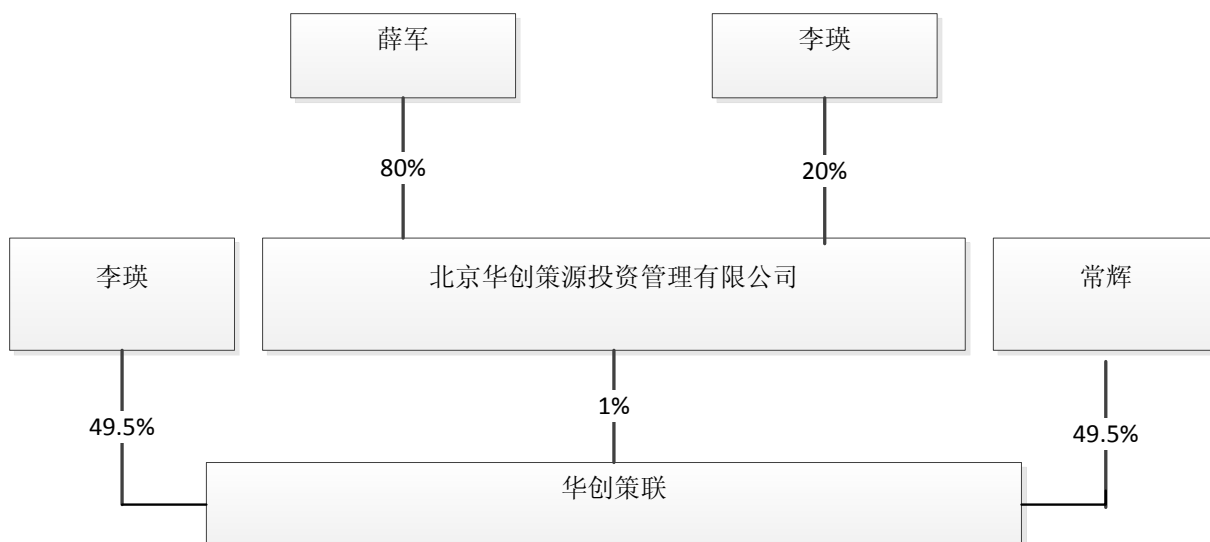 薛军
李瑛
80%
20%
李瑛
北京华创策源投资管理有限公司
常辉
49.5%
1%
49.5%
华创策联